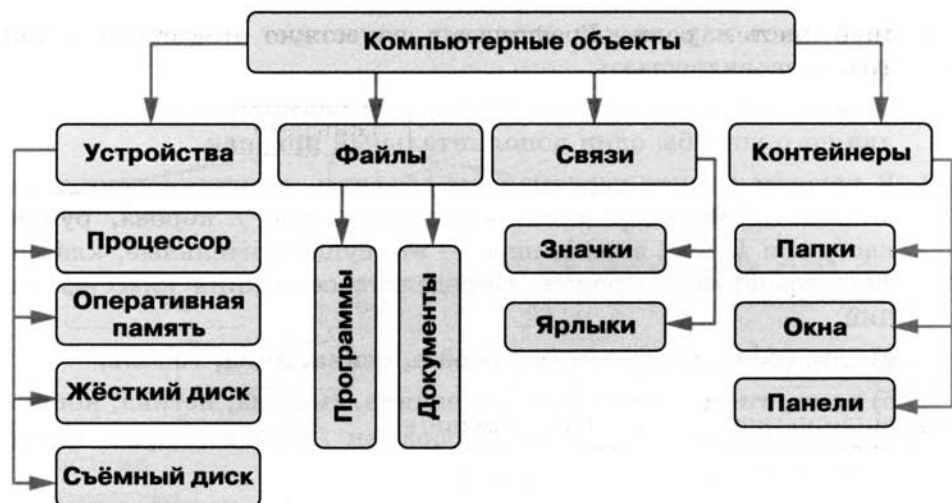 Компьютерные объекты
Устройства
Файлы
Связи
Контейнеры
Процессор
Оперативная
память
Жёсткий диск
Съёмный диск
Программы
Документы
Значки
Ярлыки
Папки
Окна
Панели